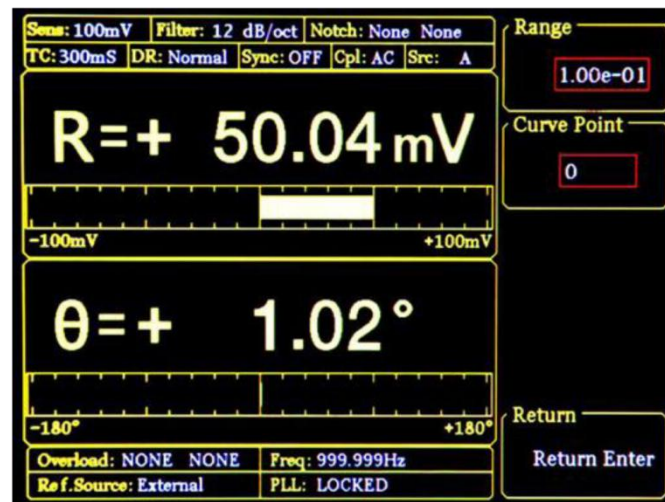 Sens: 100mV Filter: 12 dB/oct Notch: None None
TC: 300mS DR: Normal Sync: OFF Cpl: AC Src: A
R=+ 50.04 mV
-100mV +100mV
θ=+ 1.02°
-180° +180°
Overload: NONE NONE Freq: 999.999Hz
Ref.Source: External PLL: LOCKED
Range
1.00e-01
Curve Point
0
Return
Return Enter